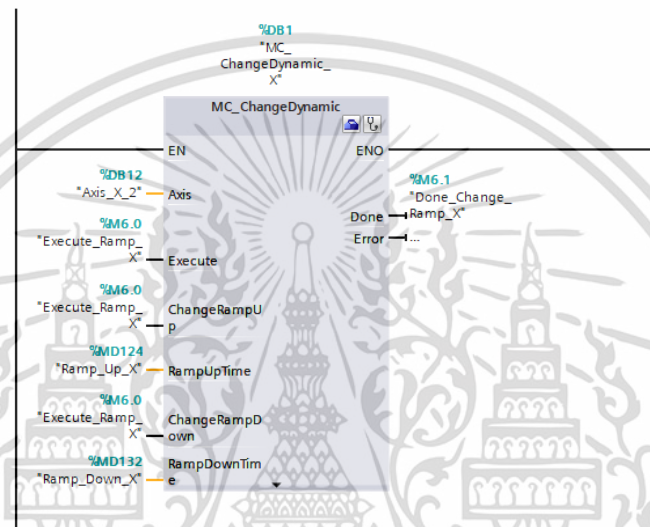 %DB1
"MC_
ChangeDynamic_
X"
MC_ChangeDynamic
EN
ENO
%DB12
"Axis_X_2"
Axis
%M6.1
"Done_Change_
Ramp_X"
Done
Error
...
%M6.0
"Execute_Ramp_
X"
Execute
%M6.0
"Execute_Ramp_
X"
ChangeRampU
p
%MD124
"Ramp_Up_X"
RampUpTime
%M6.0
"Execute_Ramp_
X"
ChangeRampD
own
%MD132
"Ramp_Down_X"
RampDownTim
e